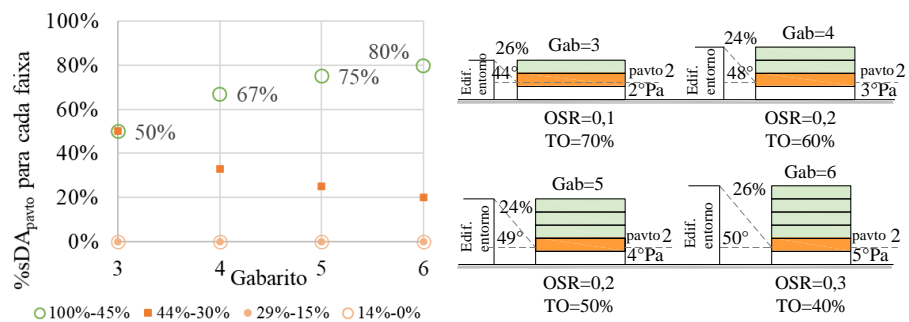 %sDApavto para cada faixa
100%
80%
60%
40%
20%
0%
50%
67%
75%
80%
3 4 5 6
Gabarito
100%-45% 44%-30% 29%-15% 14%-0%
Gab=3
26%
44°
Edif. entorno
pavto 2
2°Pa
OSR=0,1
TO=70%
Gab=4
24%
48°
Edif. entorno
pavto 2
3°Pa
OSR=0,2
TO=60%
Gab=5
24%
49°
Edif. entorno
pavto 2
4°Pa
OSR=0,2
TO=50%
Gab=6
26%
50°
Edif. entorno
pavto 2
5°Pa
OSR=0,3
TO=40%